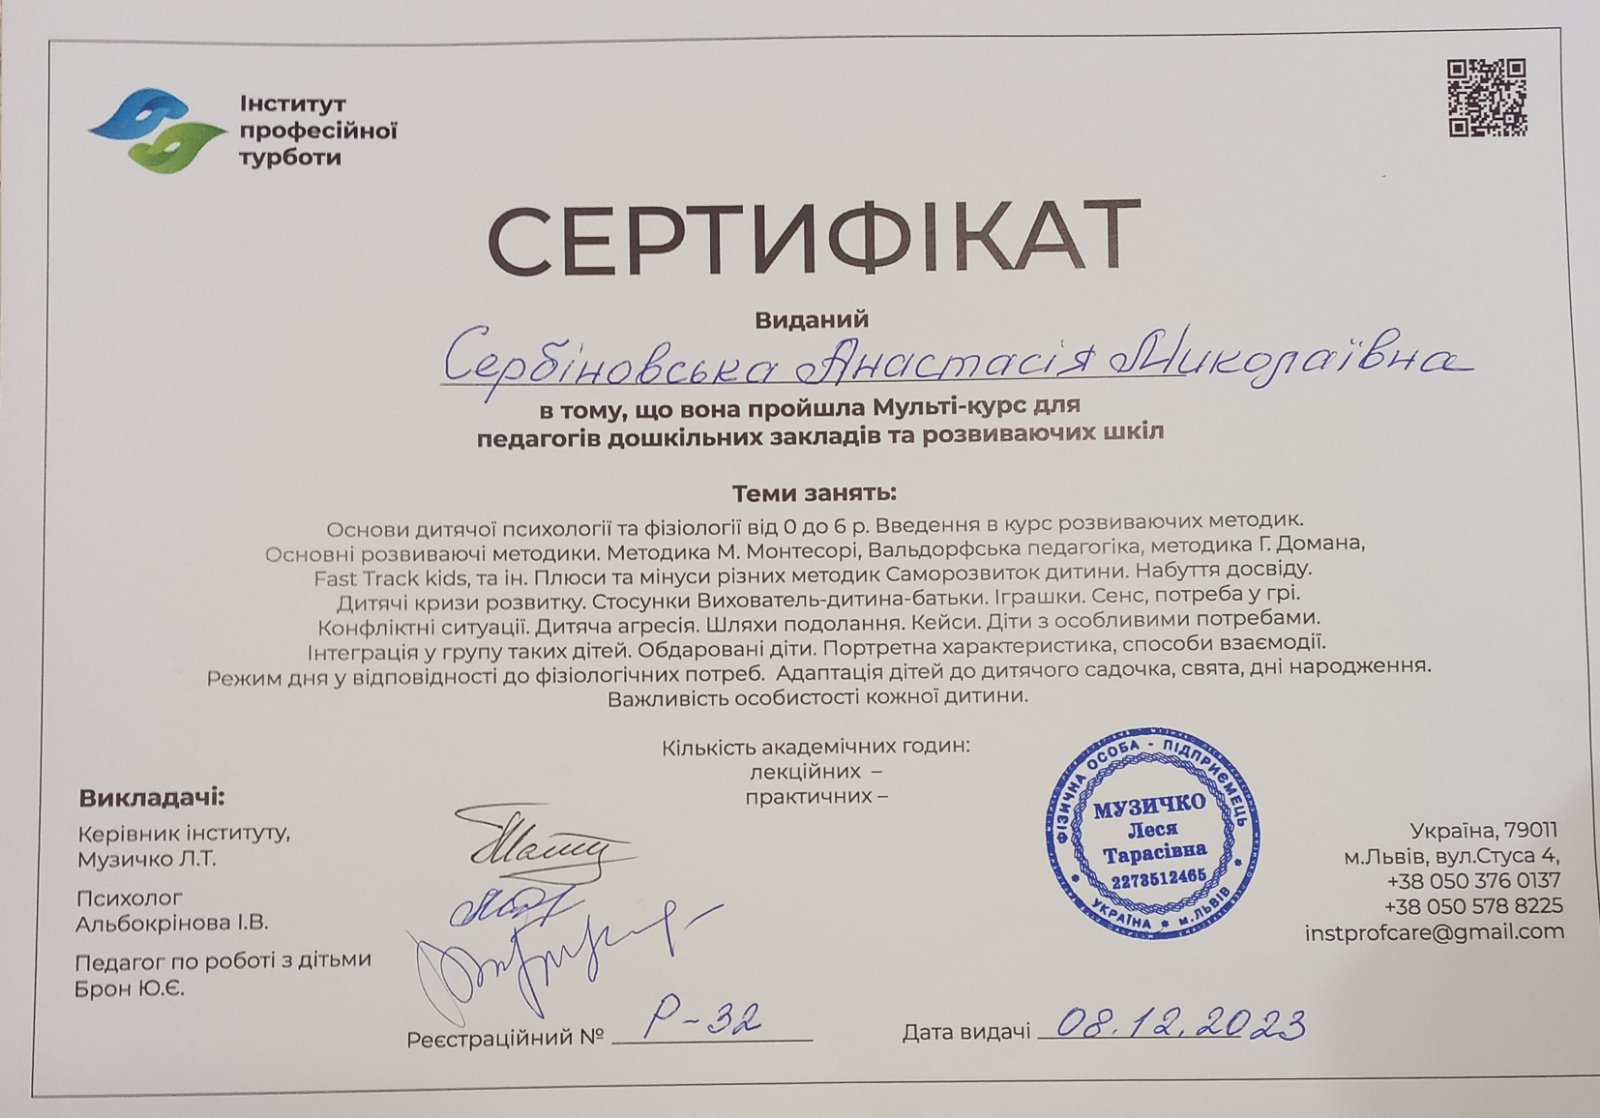 Інститут
професійної
турботи
СЕРТИФІКАТ
Виданий
Сербіновська Анастасія Миколаївна
в тому, що вона пройшла Мульті-курс для
педагогів дошкільних закладів та розвиваючих шкіл
Теми занять:
Основи дитячої психології та фізіології від 0 до 6 р. Введення в курс розвиваючих методик.
Основні розвиваючі методики. Методика М. Монтесорі, Вальдорфська педагогіка, методика Г. Домана,
Fast Track kids, та ін. Плюси та мінуси різних методик Саморозвиток дитини. Набуття досвіду.
Дитячі кризи розвитку. Стосунки Вихователь-дитина-батьки. Іграшки. Сенс, потреба у грі.
Конфліктні ситуації. Дитяча агресія. Шляхи подолання. Кейси. Діти з особливими потребами.
Інтеграція у групу таких дітей. Обдаровані діти. Портретна характеристика, способи взаємодії.
Режим дня у відповідності до фізіологічних потреб. Адаптація дітей до дитячого садочка, свята, дні народження.
Важливість особистості кожної дитини.
Кількість академічних годин:
лекційних –
практичних –
Викладачі:
Керівник інституту,
Музичко Л.Т.
Психолог
Альбокрінова І.В.
Педагог по роботі з дітьми
Брон Ю.Є.
ФІЗИЧНА ОСОБА - ПІДПРИЄМЕЦЬ
МУЗИЧКО
Леся
Тарасівна
2273512465
УКРАЇНА * м.ЛЬВІВ
Україна, 79011
м.Львів, вул.Стуса 4,
+38 050 376 0137
+38 050 578 8225
instprofcare@gmail.com
Реєстраційний № Р-32
Дата видачі 08.12.2023